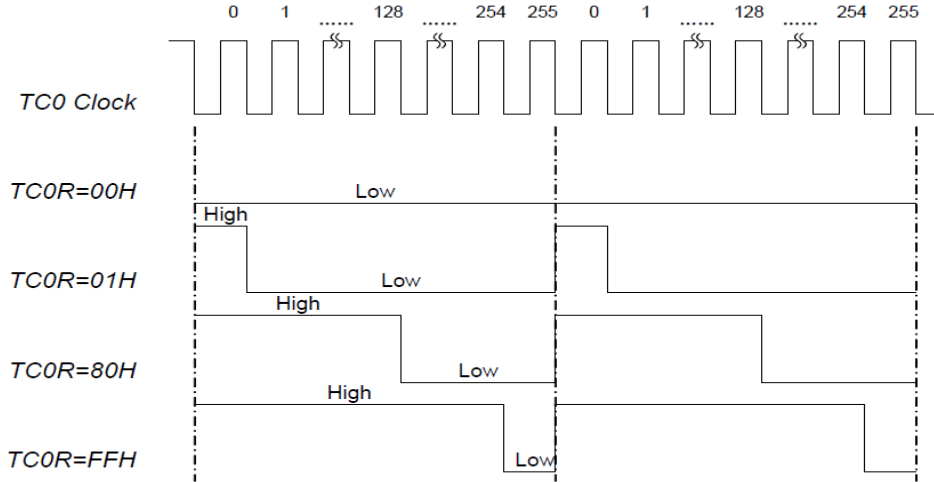 0 1 ...... 128 ...... 254 255 0 1 ...... 128 ...... 254 255
TC0 Clock
TC0R=00H
Low
High
TC0R=01H
Low
High
TC0R=80H
Low
High
TC0R=FFH
Low